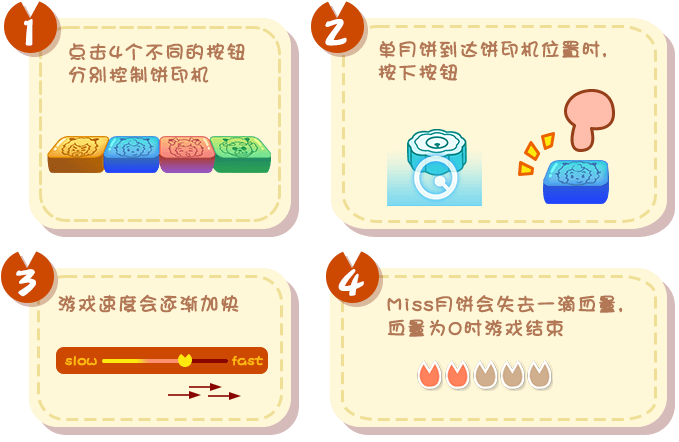 1
点击4个不同的按钮
分别控制饼印机
2
单月饼到达饼印机位置时,
按下按钮
3
游戏速度会逐渐加快
slow
fast
4
Miss月饼会失去一滴血量,
血量为0时游戏结束